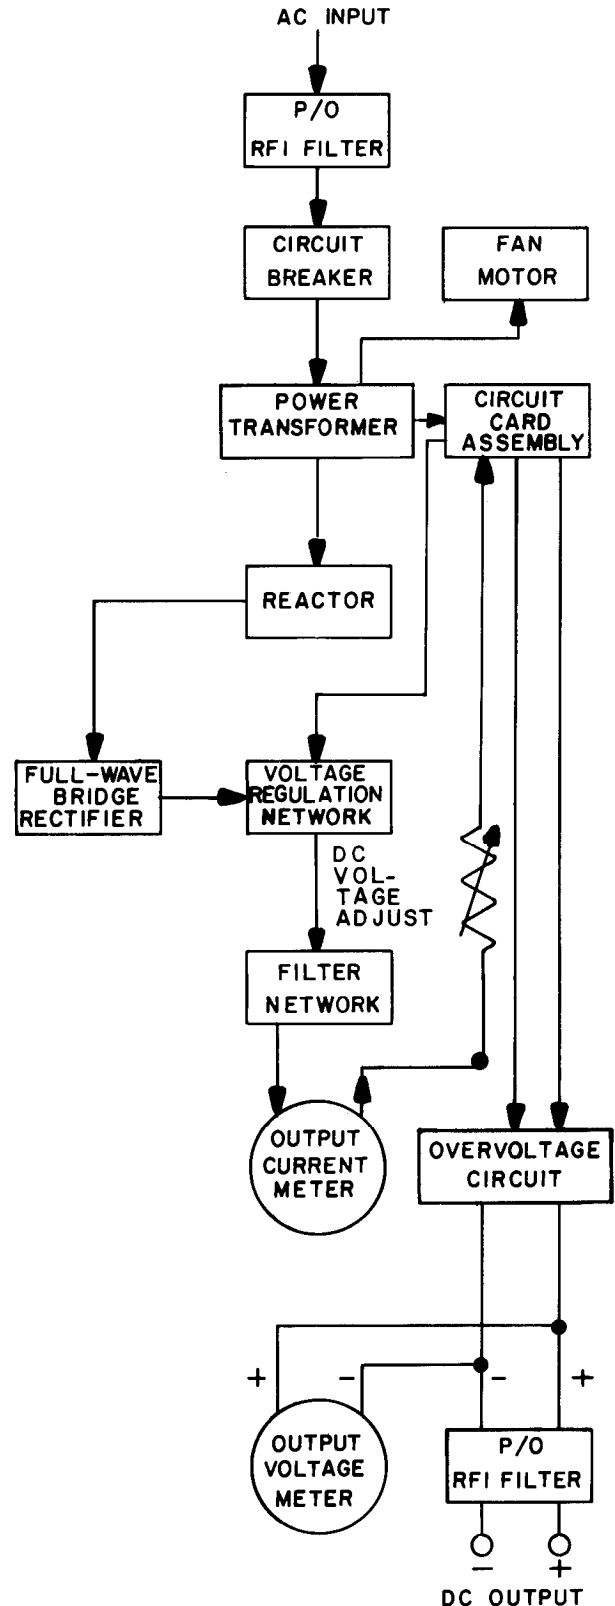 AC INPUT
P/O
RFI FILTER
CIRCUIT
BREAKER
FAN
MOTOR
POWER
TRANSFORMER
CIRCUIT
CARD
ASSEMBLY
REACTOR
FULL-WAVE
BRIDGE
RECTIFIER
VOLTAGE
REGULATION
NETWORK
DC
VOL-
TAGE
ADJUST
FILTER
NETWORK
OUTPUT
CURRENT
METER
OVERVOLTAGE
CIRCUIT
+ - - +
OUTPUT
VOLTAGE
METER
P/O
RFI FILTER
- +
DC OUTPUT